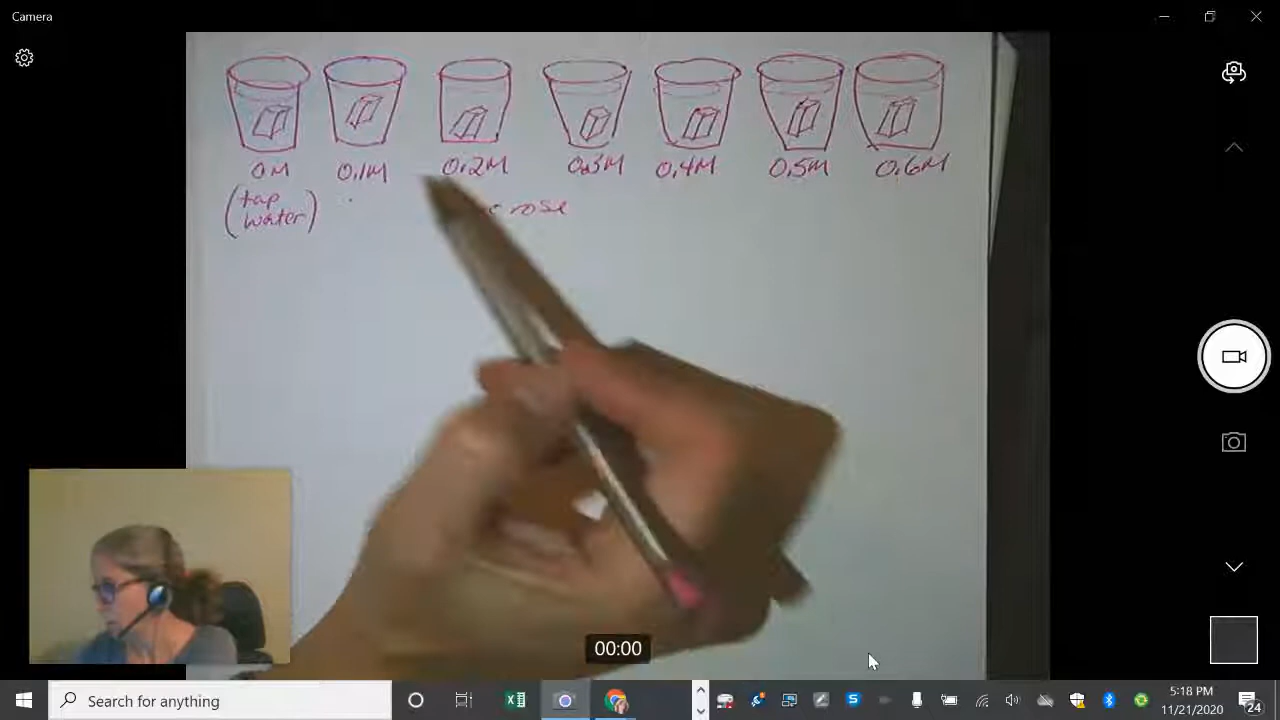 Camera
0M 0.1M 0.2M 0.3M 0.4M 0.5M 0.6M
(tap
water)
00:00
Search for anything
5:18 PM
11/21/2020
24